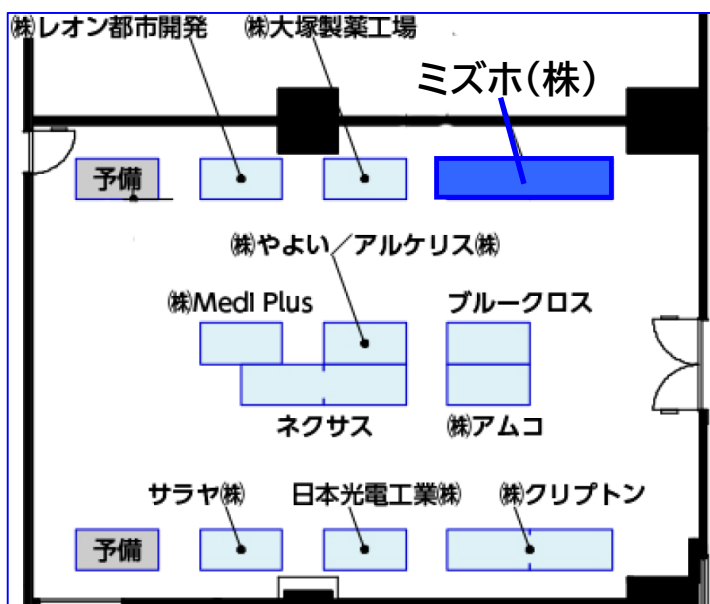 ㈱レオン都市開発
㈱大塚製薬工場
ミズホ(株)
予備
㈱やよい／アルケリス㈱
㈱MedI Plus
ブルークロス
ネクサス
㈱アムコ
サラヤ㈱
日本光電工業㈱
㈱クリプトン
予備